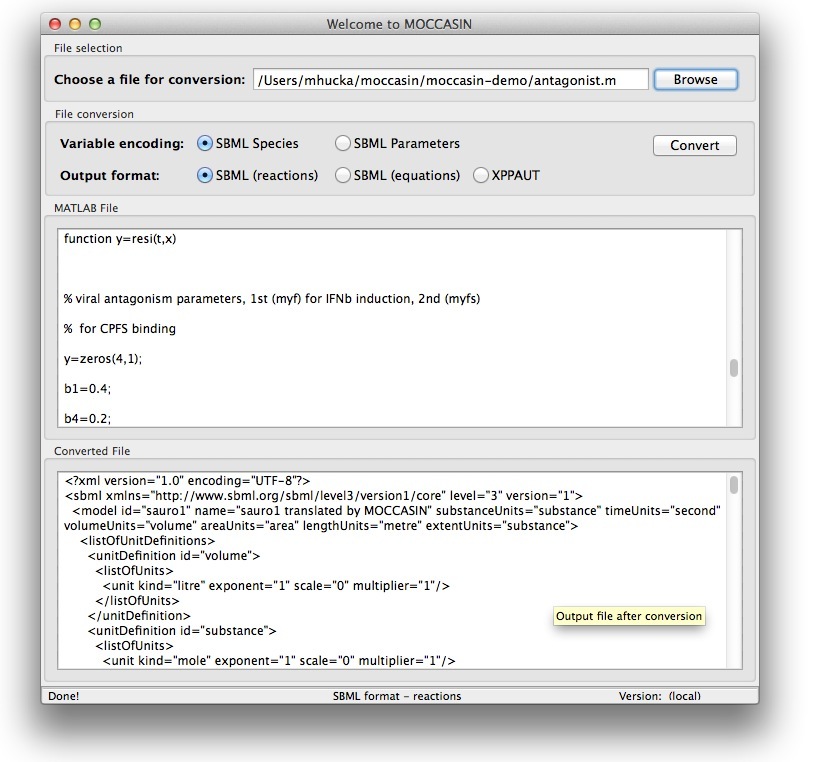 Welcome to MOCCASIN
File selection
Choose a file for conversion: /Users/mhucka/moccasin/moccasin-demo/antagonist.m Browse
File conversion
Variable encoding: SBML Species SBML Parameters Convert
Output format: SBML (reactions) SBML (equations) XPPAUT
MATLAB File
function y=resi(t,x)
% viral antagonism parameters, 1st (myf) for IFNb induction, 2nd (myfs)
% for CPFS binding
y=zeros(4,1);
b1=0.4;
b4=0.2;
Converted File
<?xml version="1.0" encoding="UTF-8"?>
<sbml xmlns="http://www.sbml.org/sbml/level3/version1/core" level="3" version="1">
<model id="sauro1" name="sauro1 translated by MOCCASIN" substanceUnits="substance" timeUnits="second"
volumeUnits="volume" areaUnits="area" lengthUnits="metre" extentUnits="substance">
<listOfUnitDefinitions>
<unitDefinition id="volume">
<listOfUnits>
<unit kind="litre" exponent="1" scale="0" multiplier="1"/>
</listOfUnits>
</unitDefinition>
<unitDefinition id="substance">
<listOfUnits>
<unit kind="mole" exponent="1" scale="0" multiplier="1"/>
Output file after conversion
Done! SBML format - reactions Version: (local)